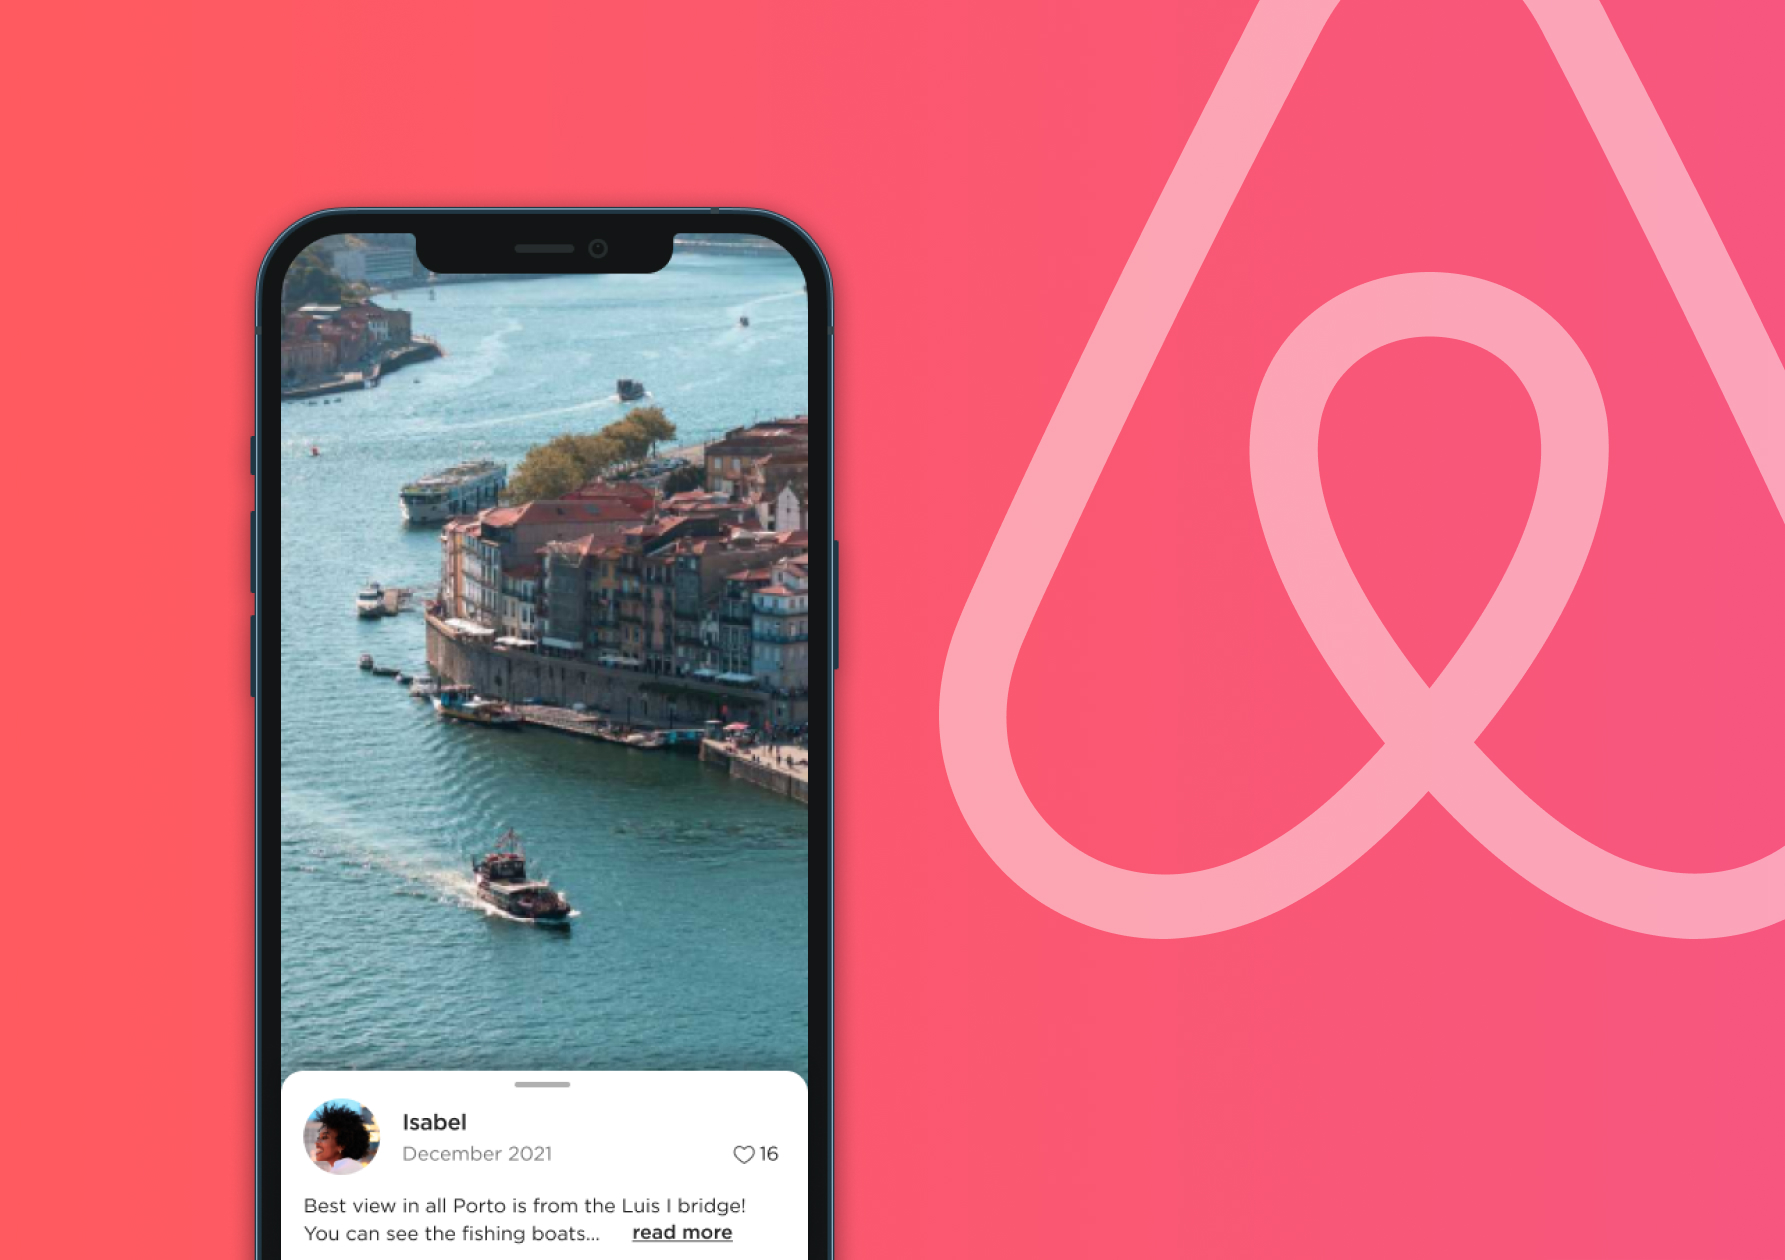 Isabel
December 2021
16
Best view in all Porto is from the Luis I bridge!
You can see the fishing boats... read more